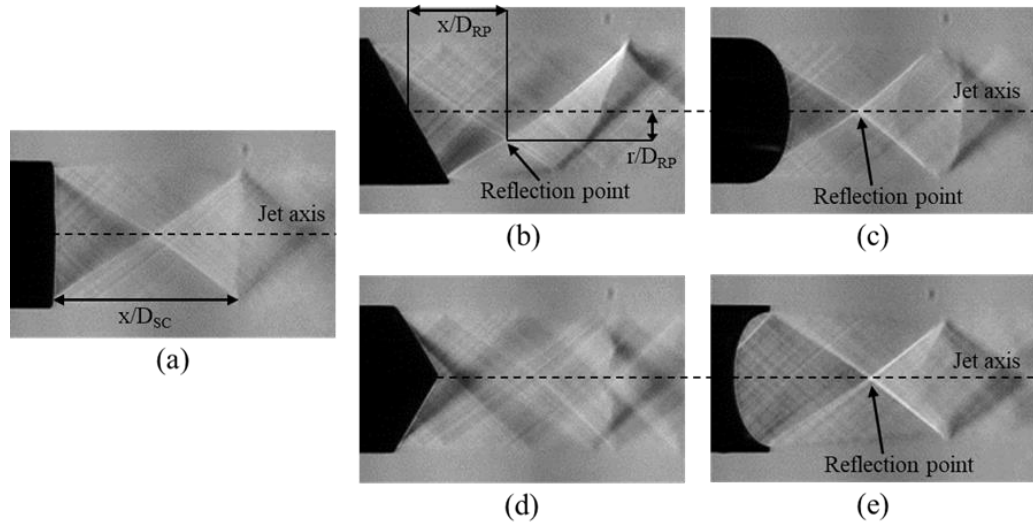 x/D_RP
Jet axis
r/D_RP
Reflection point
Reflection point
(b)
(c)
Jet axis
x/D_SC
(a)
Jet axis
Reflection point
(d)
(e)